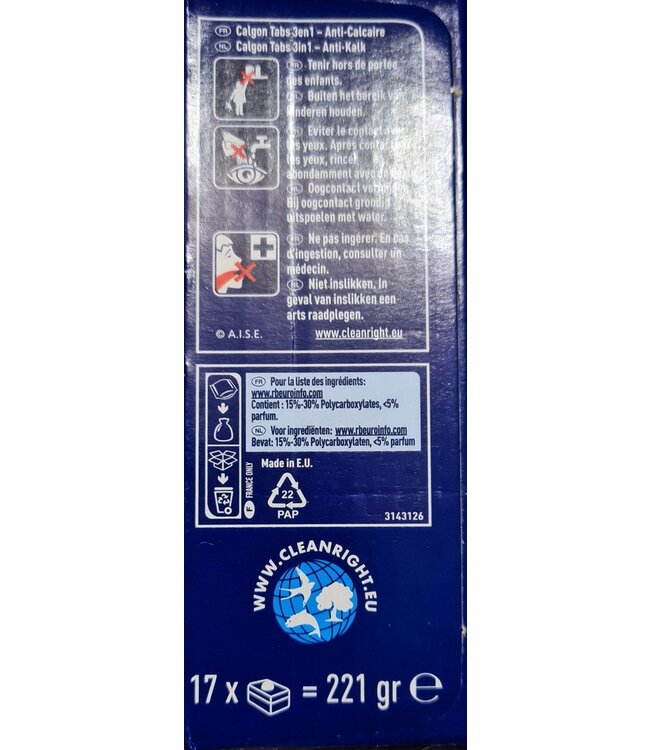 FR Calgon Tabs 3en1 – Anti-Calcaire
NL Calgon Tabs 3in1 – Anti-Kalk
FR Tenir hors de portée
des enfants.
NL Buiten het bereik van
kinderen houden.
FR Eviter le contact avec
les yeux. Après contact
les yeux, rincer
abondamment avec de
NL Oogcontact
Bij oogcontact grondig
uitspoelen met water.
FR Ne pas ingérer. En cas
d'ingestion, consulter un
médecin.
NL Niet inslikken. In
geval van inslikken een
arts raadplegen.
© A.I.S.E. www.cleanright.eu
FR Pour la liste des ingrédients:
www.rbeuroinfo.com
Contient : 15%-30% Polycarboxylates, <5%
parfum.
NL Voor ingrediënten: www.rbeuroinfo.com
Bevat: 15%-30% Polycarboxylaten, <5% parfum
Made in E.U.
F FRANCE ONLY
22
PAP
3143126
WWW.CLEANRIGHT.EU
17 x = 221 gr ℮